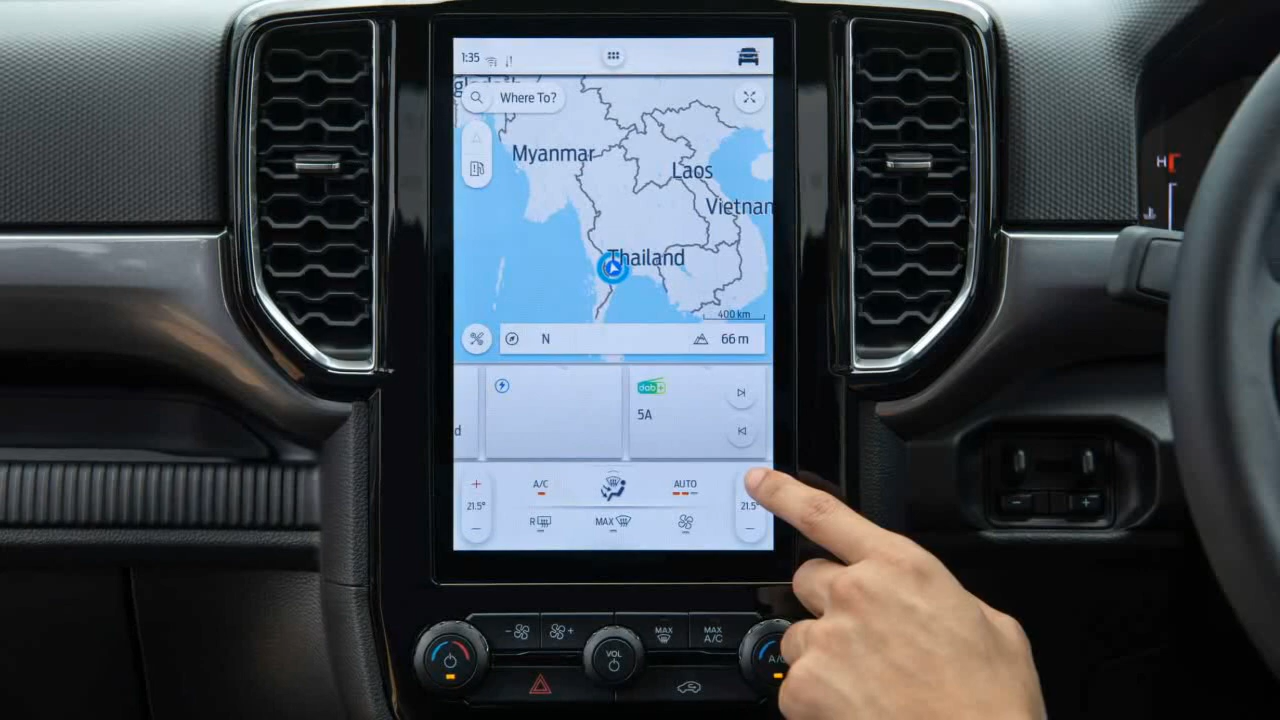 1:35
Where To?
Myanmar
Laos
Vietnam
Thailand
400 km
N
66 m
dab+
5A
d
+
21.5°
−
A/C
AUTO
21.5°
−
R
MAX
H
− +
− +
MAX
MAX
A/C
VOL
A/C